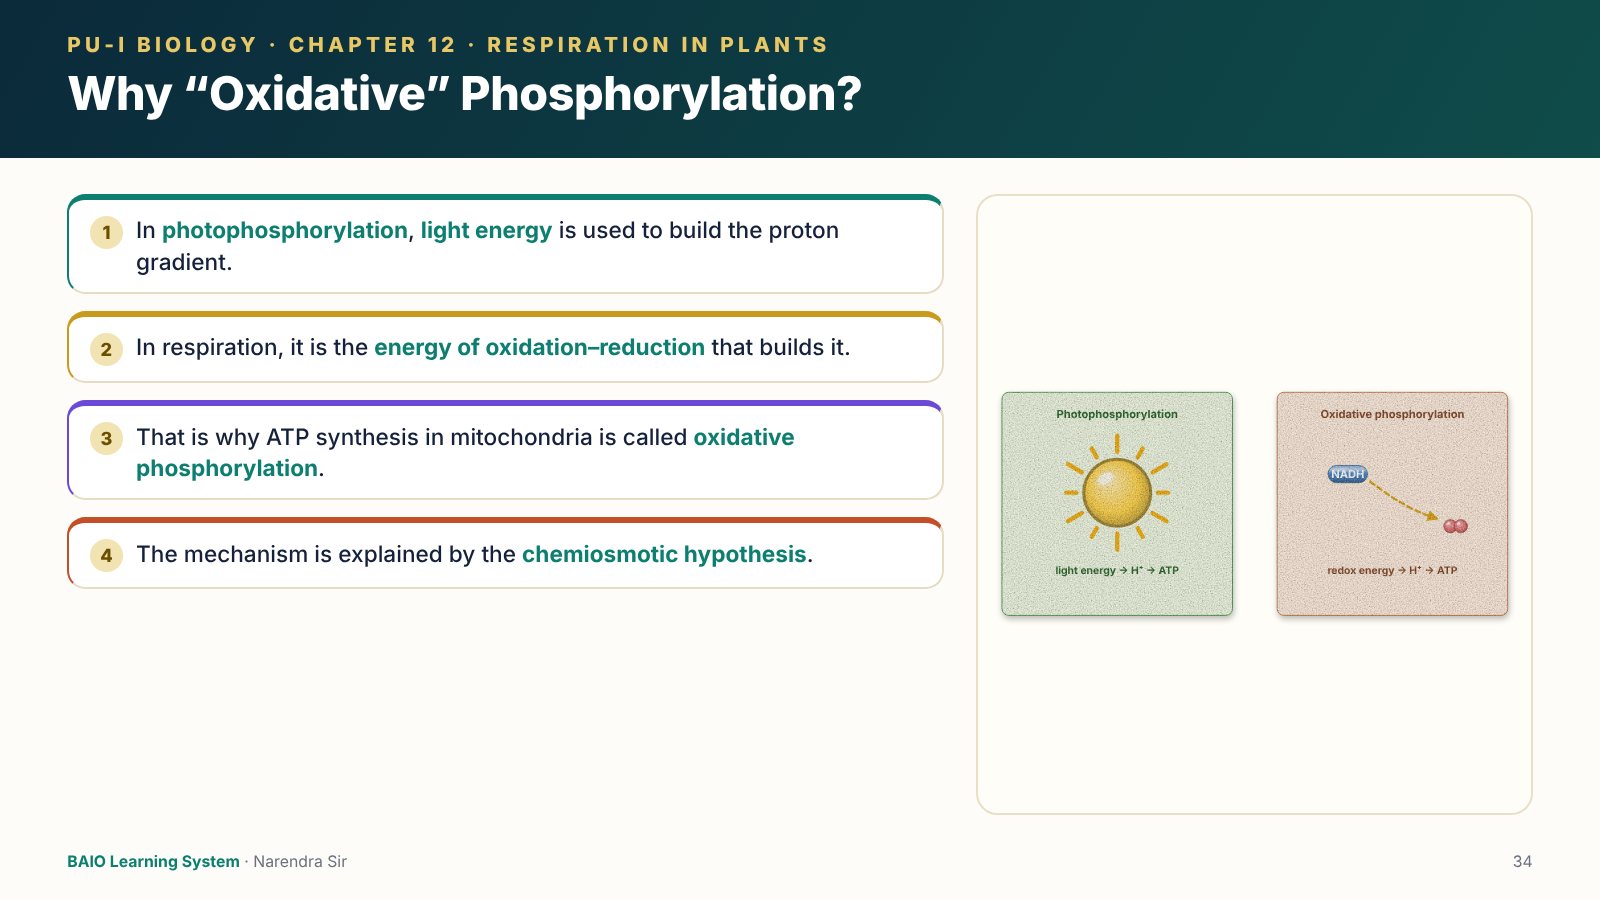 PU-I BIOLOGY · CHAPTER 12 · RESPIRATION IN PLANTS
Why “Oxidative” Phosphorylation?
1 In photophosphorylation, light energy is used to build the proton
gradient.
2 In respiration, it is the energy of oxidation–reduction that builds it.
3 That is why ATP synthesis in mitochondria is called oxidative
phosphorylation.
4 The mechanism is explained by the chemiosmotic hypothesis.
Photophosphorylation
light energy → H⁺ → ATP
Oxidative phosphorylation
NADH
redox energy → H⁺ → ATP
BAIO Learning System · Narendra Sir
34